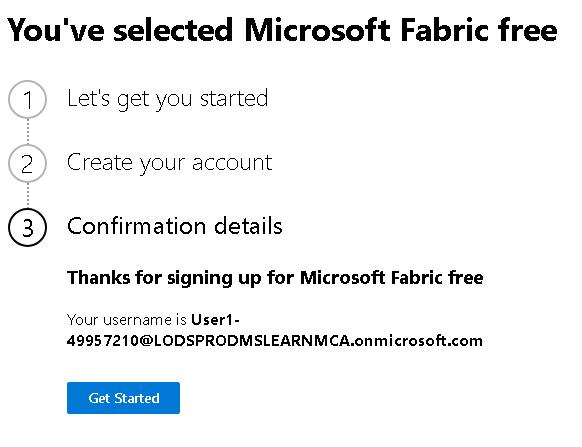 You've selected Microsoft Fabric free
1 Let's get you started
2 Create your account
3 Confirmation details
Thanks for signing up for Microsoft Fabric free
Your username is User1-
49957210@LODSPRODMSLEARNMCA.onmicrosoft.com
Get Started